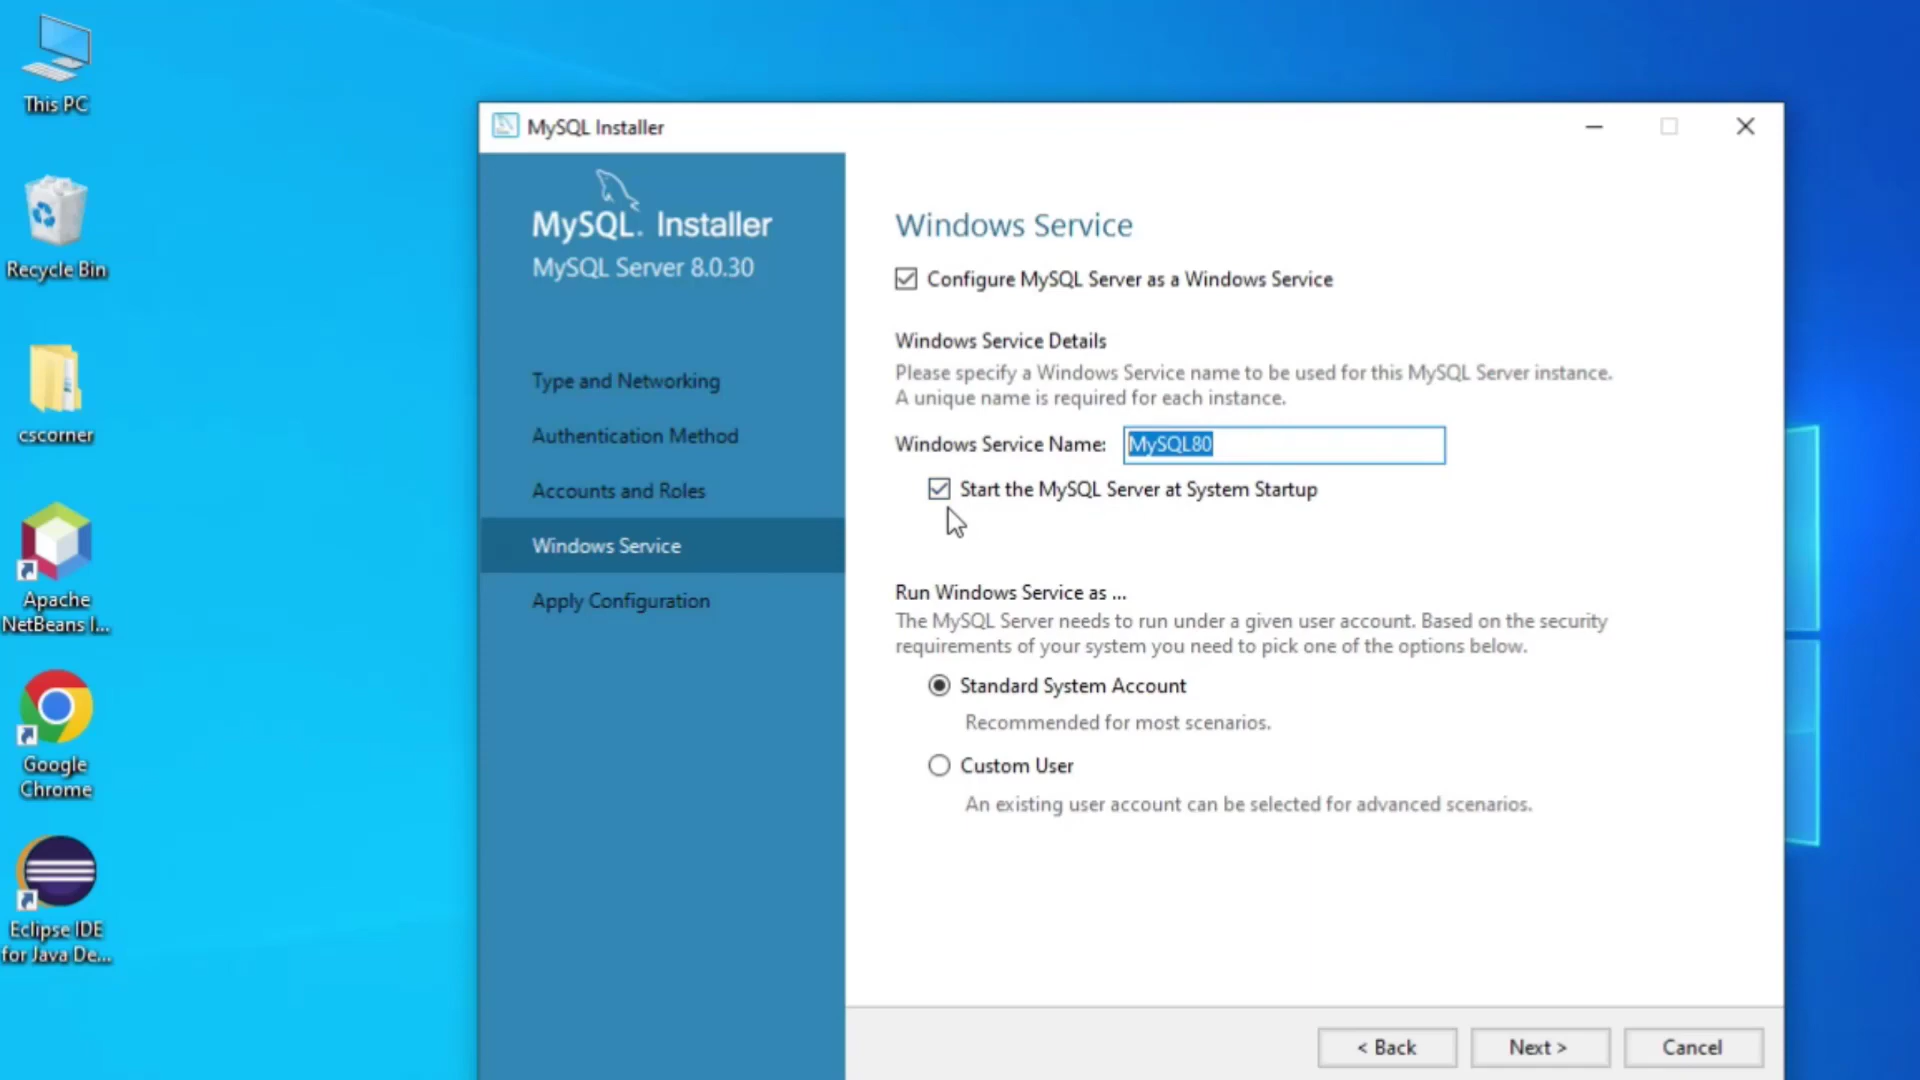 This PC
Recycle Bin
cscorner
Apache
NetBeans I...
Google
Chrome
Eclipse IDE
for Java De...
MySQL Installer
MySQL. Installer
MySQL Server 8.0.30
Type and Networking
Authentication Method
Accounts and Roles
Windows Service
Apply Configuration
Windows Service
Configure MySQL Server as a Windows Service
Windows Service Details
Please specify a Windows Service name to be used for this MySQL Server instance.
A unique name is required for each instance.
Windows Service Name: MySQL80
Start the MySQL Server at System Startup
Run Windows Service as ...
The MySQL Server needs to run under a given user account. Based on the security
requirements of your system you need to pick one of the options below.
Standard System Account
Recommended for most scenarios.
Custom User
An existing user account can be selected for advanced scenarios.
< Back Next > Cancel